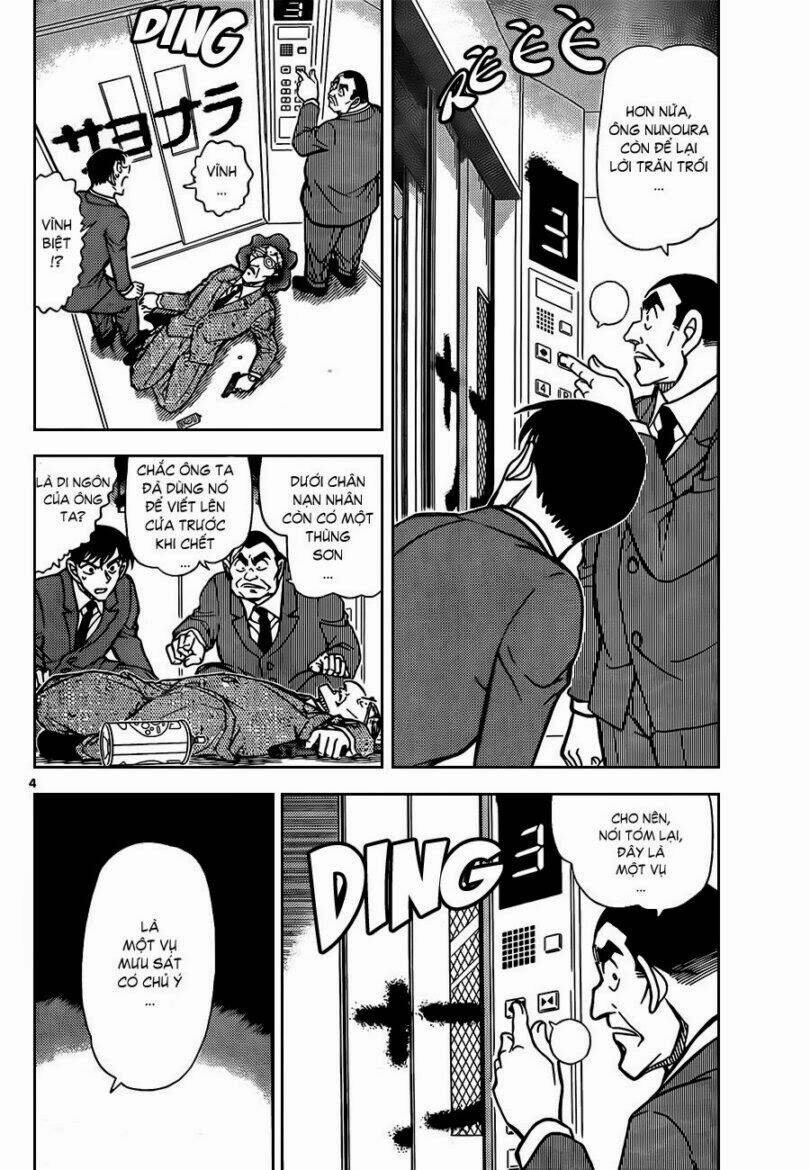 RÈ È È
HƠN NỮA,
ÔNG NUNOURA
CÒN ĐỂ LẠI
LỜI TRĂN TRỐI
...
3
4
DING
3
サヨナラ
VĨNH
...
VĨNH
BIỆT
!?
DƯỚI CHÂN
NẠN NHÂN
CÒN CÓ MỘT
THÙNG
SƠN
...
CHẮC ÔNG TA
ĐÃ DÙNG NÓ
ĐỂ VIẾT LÊN
CỬA TRƯỚC
KHI CHẾT
...
LÀ DI NGÔN
CỦA ÔNG
TA?
4
CHO NÊN,
NÓI TÓM LẠI,
ĐÂY LÀ
MỘT VỤ
...
DING
3
LÀ
MỘT VỤ
MƯU SÁT
CÓ CHỦ Ý
...